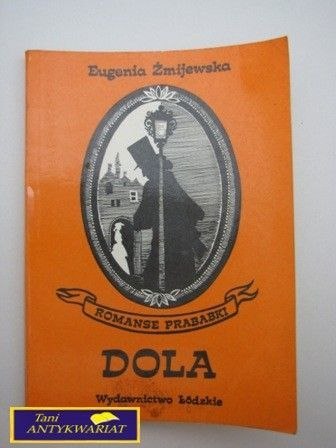 Eugenia Żmijewska
ROMANSE PRABABKI
DOLA
Wydawnictwo Łódzkie
Tani
ANTYKWARIAT